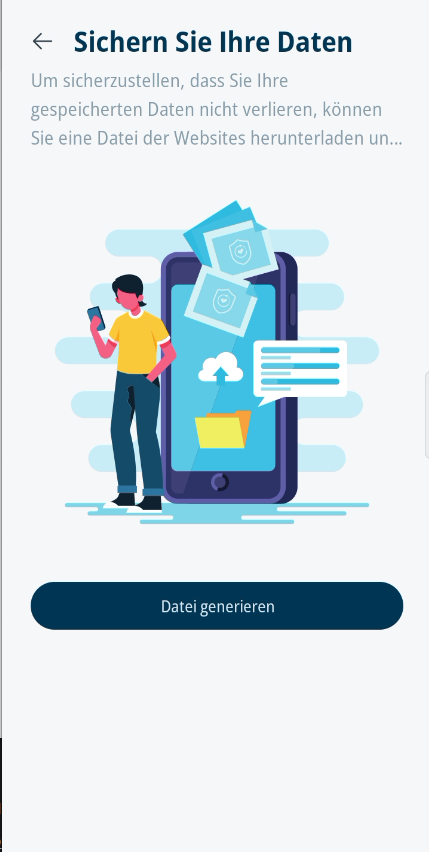 Sichern Sie Ihre Daten
Um sicherzustellen, dass Sie Ihre
gespeicherten Daten nicht verlieren, können
Sie eine Datei der Websites herunterladen un...
Datei generieren